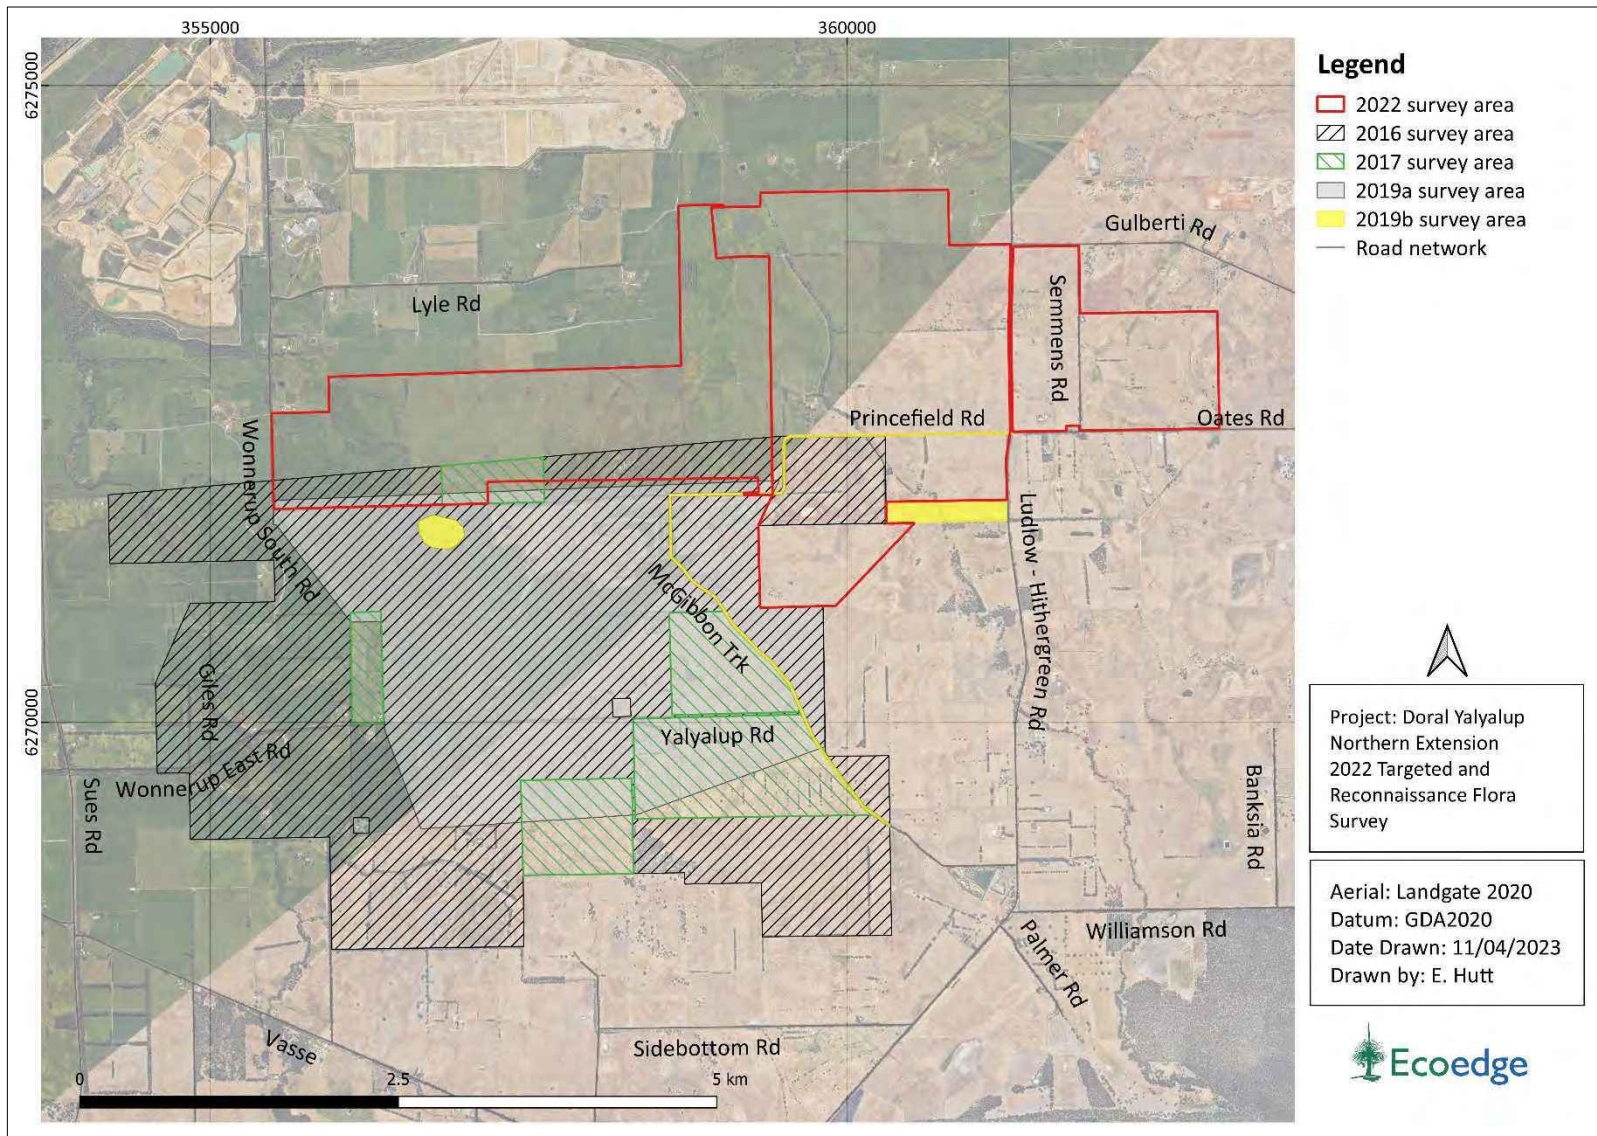 355000
360000
6275000
6270000
Gulberti Rd
Lyle Rd
Semmens Rd
Princefield Rd
Oates Rd
Wonnerup South Rd
Ludlow - Hithergreen Rd
McGibbon Trk
Giles Rd
Yalyalup Rd
Wonnerup East Rd
Sues Rd
Banksia Rd
Williamson Rd
Palmer Rd
Vasse
Sidebottom Rd
0
2.5
5 km
Legend
2022 survey area
2016 survey area
2017 survey area
2019a survey area
2019b survey area
Road network
Project: Doral Yalyalup
Northern Extension
2022 Targeted and
Reconnaissance Flora
Survey
Aerial: Landgate 2020
Datum: GDA2020
Date Drawn: 11/04/2023
Drawn by: E. Hutt
Ecoedge